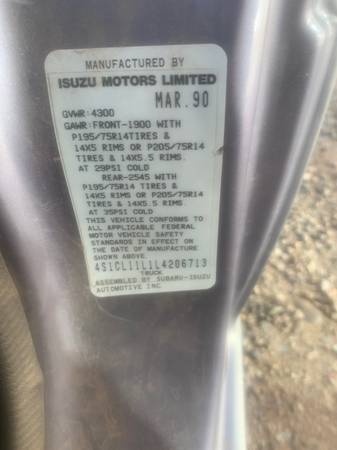 MANUFACTURED BY
ISUZU MOTORS LIMITED
MAR. 90
GVWR:4300
GAWR:FRONT-1900 WITH
P195/75R14TIRES &
14X5 RIMS OR P205/75R14
TIRES & 14X5.5 RIMS.
AT 29PSI COLD
REAR-2545 WITH
P195/75R14 TIRES &
14X5 RIMS OR P205/75R14
TIRES & 14X5.5 RIMS
AT 35PSI COLD
THIS VEHICLE CONFORMS TO
ALL APPLICABLE FEDERAL
MOTOR VEHICLE SAFETY
STANDARDS IN EFFECT ON
THE DATE OF MANUFACTURE
SHOWN ABOVE
4S1CL11L1L4206713
TRUCK
ASSEMBLED BY SUBARU-ISUZU
AUTOMOTIVE INC